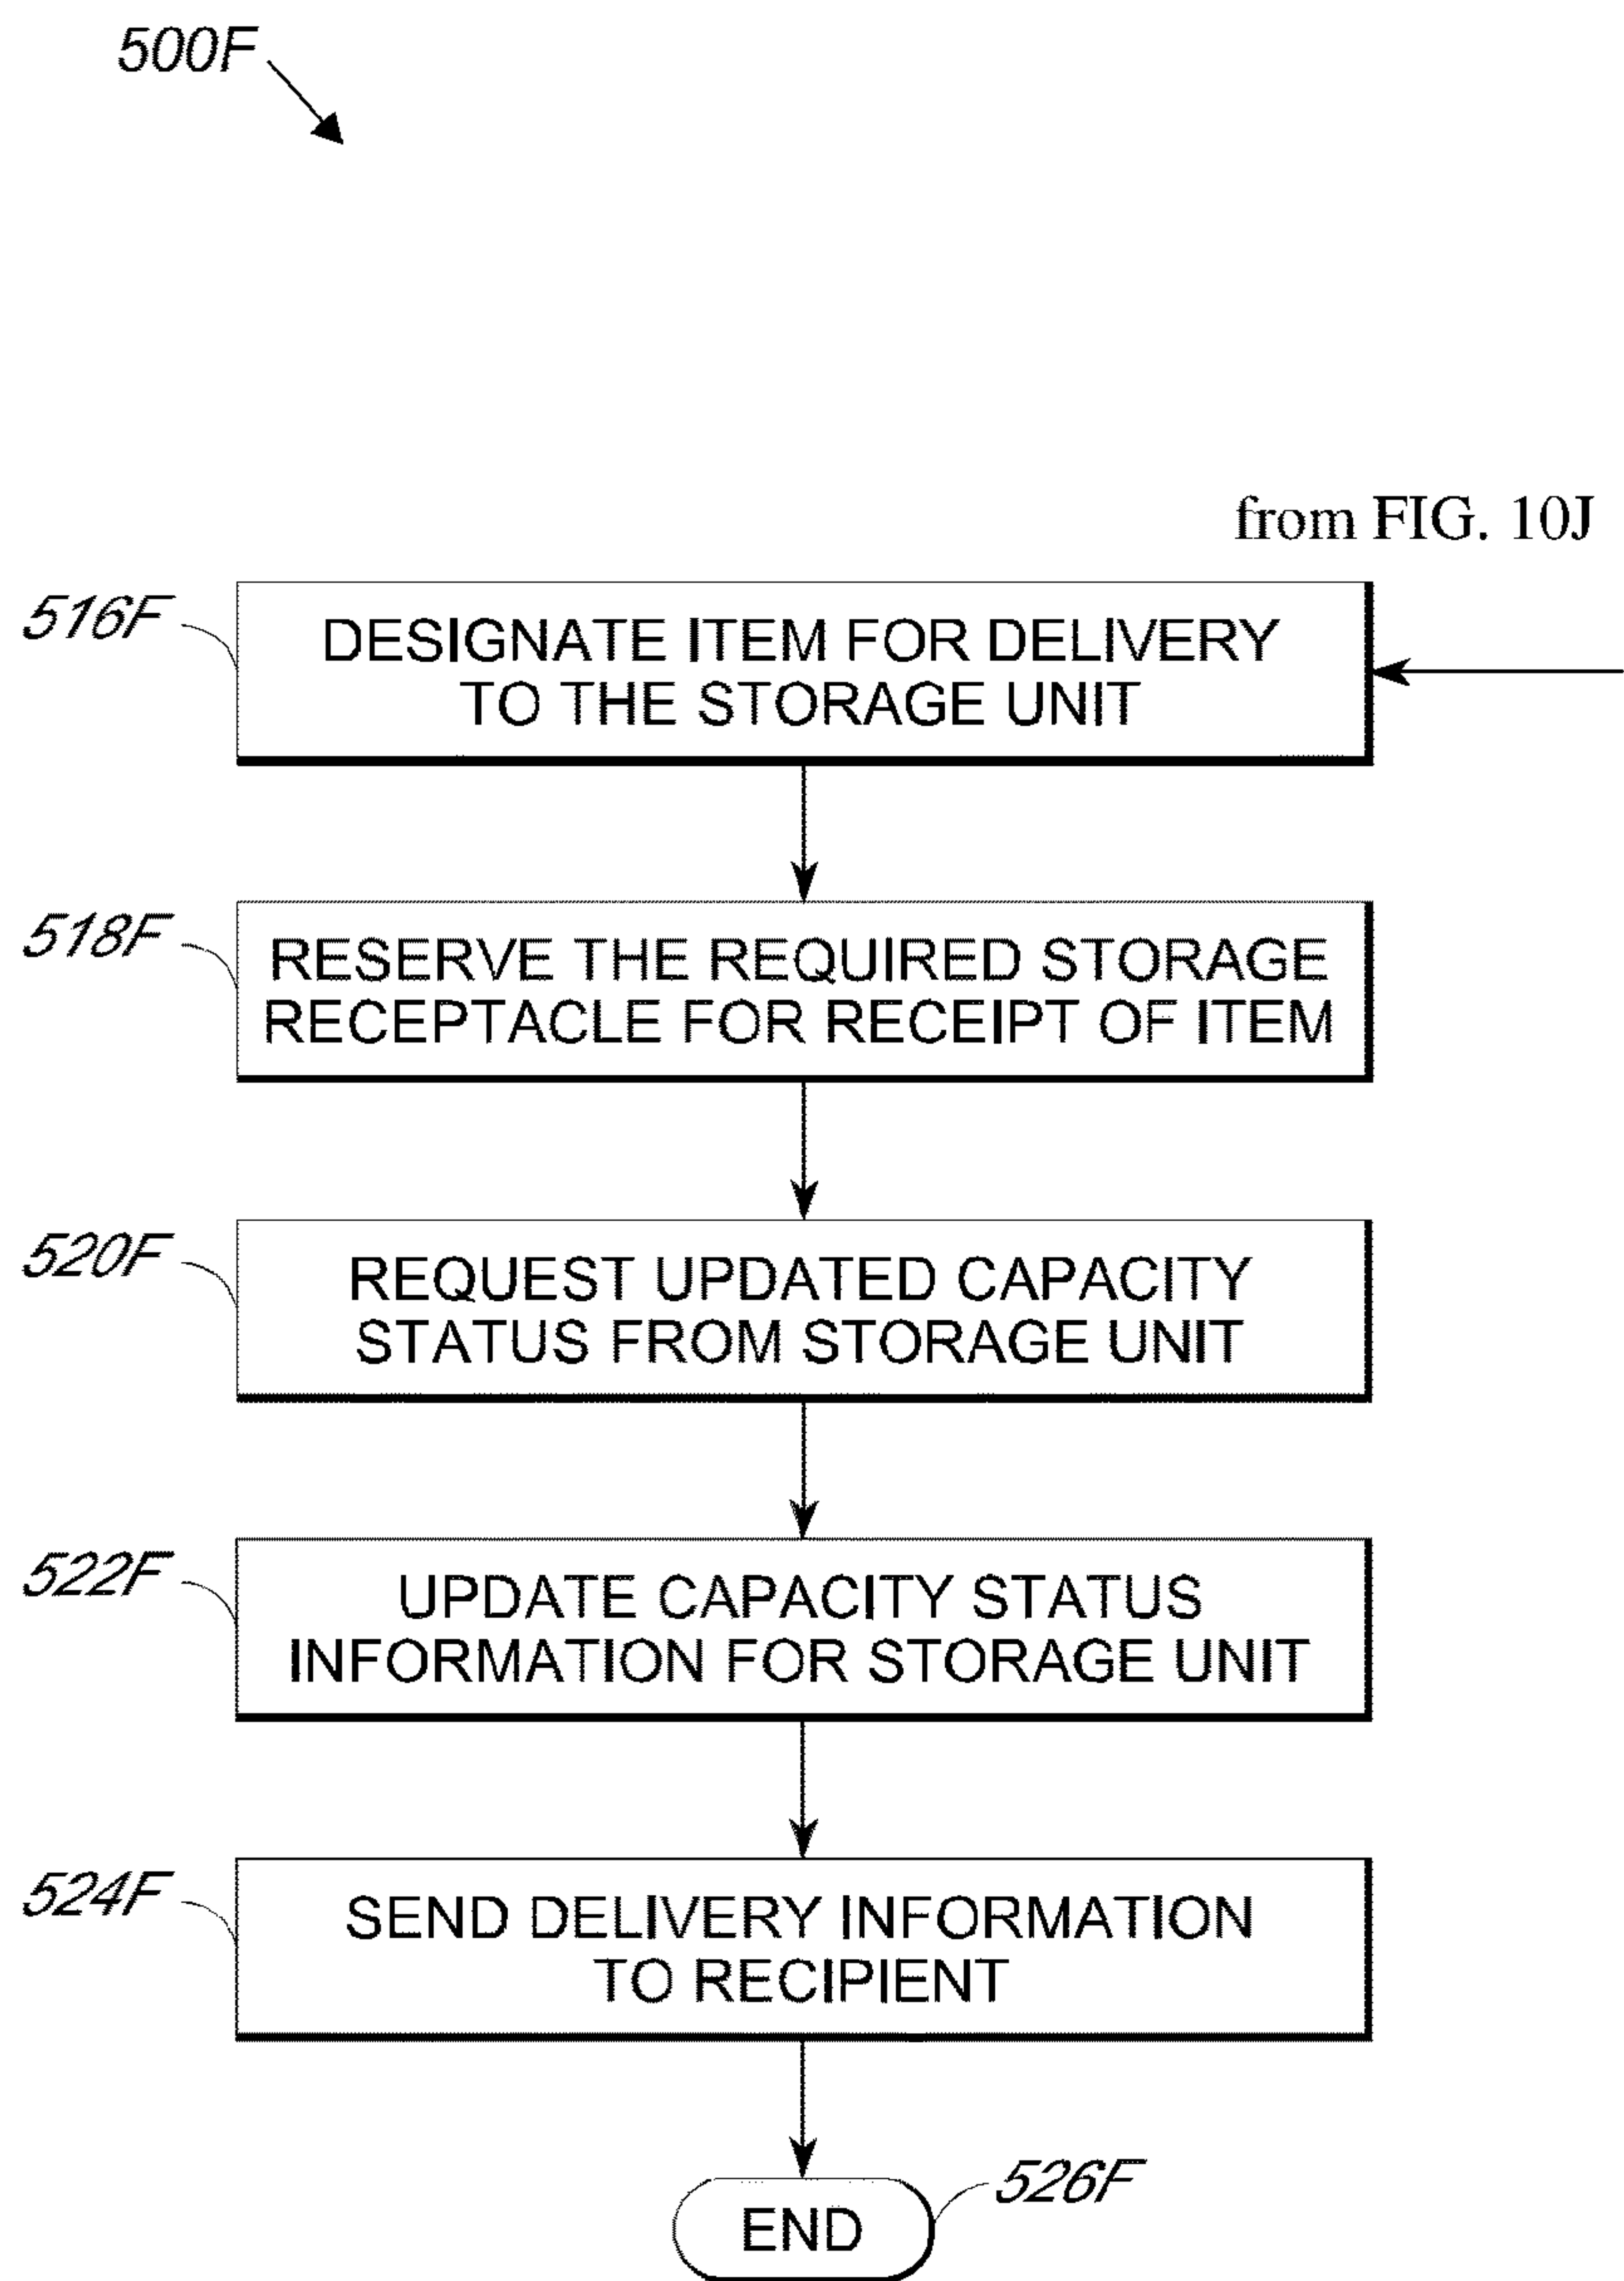 500F
from FIG. 10J
516F
DESIGNATE ITEM FOR DELIVERY
TO THE STORAGE UNIT
518F
RESERVE THE REQUIRED STORAGE
RECEPTACLE FOR RECEIPT OF ITEM
520F
REQUEST UPDATED CAPACITY
STATUS FROM STORAGE UNIT
522F
UPDATE CAPACITY STATUS
INFORMATION FOR STORAGE UNIT
524F
SEND DELIVERY INFORMATION
TO RECIPIENT
526F
END